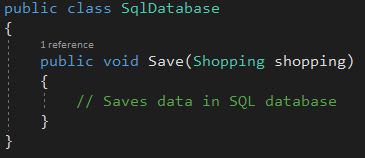 public class SqlDatabase
{
1 reference
public void Save(Shopping shopping)
{
// Saves data in SQL database
}
}